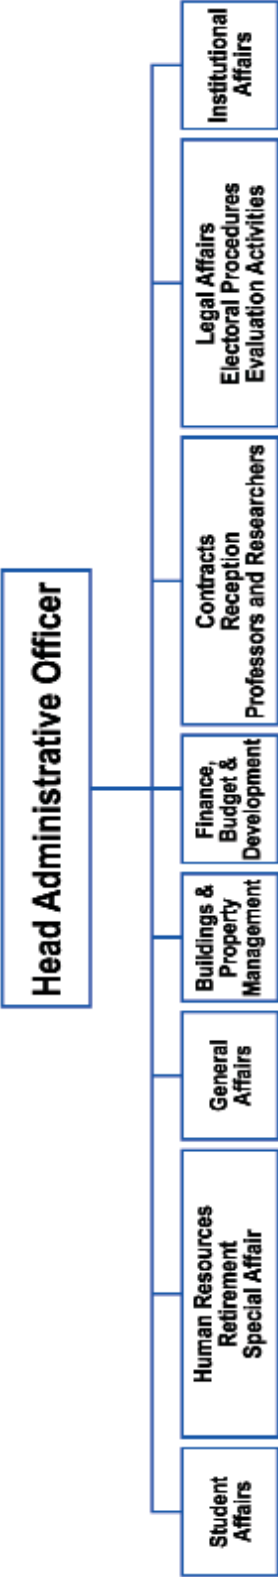 Head Administrative Officer
Student
Affairs
Human Resources
Retirement
Special Affair
General
Affairs
Buildings &
Property
Management
Finance,
Budget &
Development
Contracts
Reception
Professors and Researchers
Legal Affairs
Electoral Procedures
Evaluation Activities
Institutional
Affairs